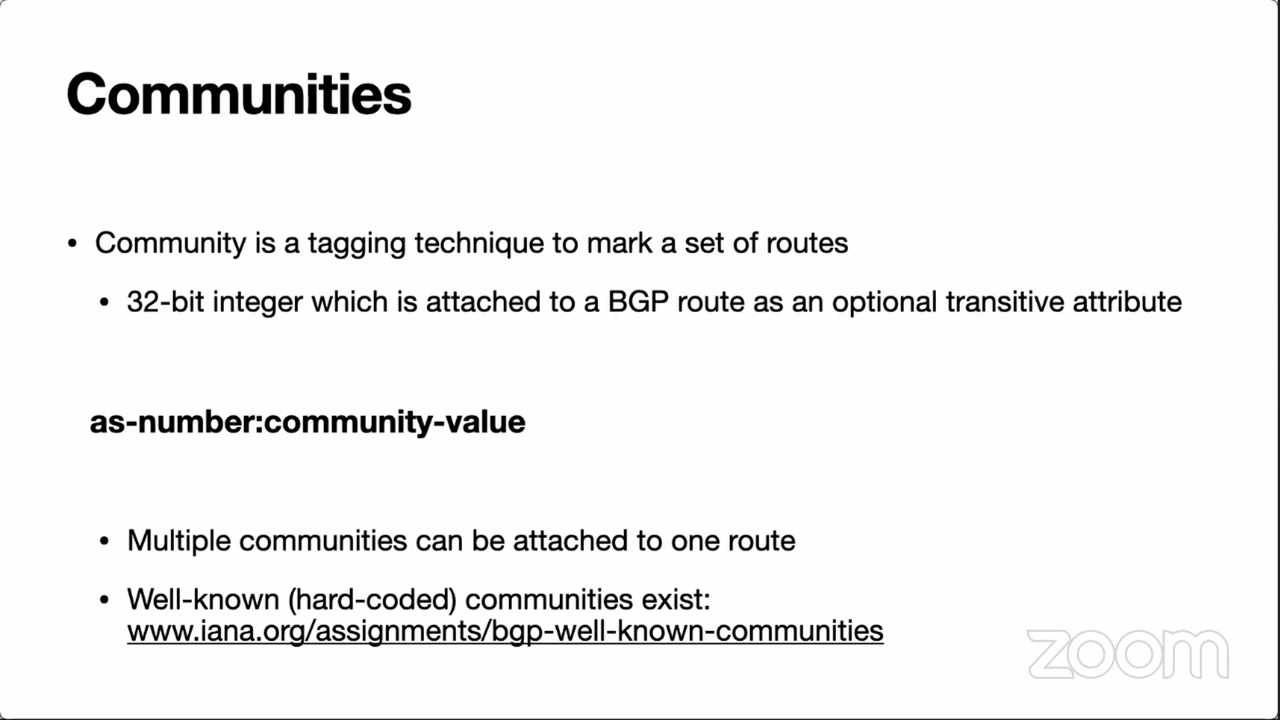 Communities
• Community is a tagging technique to mark a set of routes
• 32-bit integer which is attached to a BGP route as an optional transitive attribute
as-number:community-value
• Multiple communities can be attached to one route
• Well-known (hard-coded) communities exist:
www.iana.org/assignments/bgp-well-known-communities
zoom